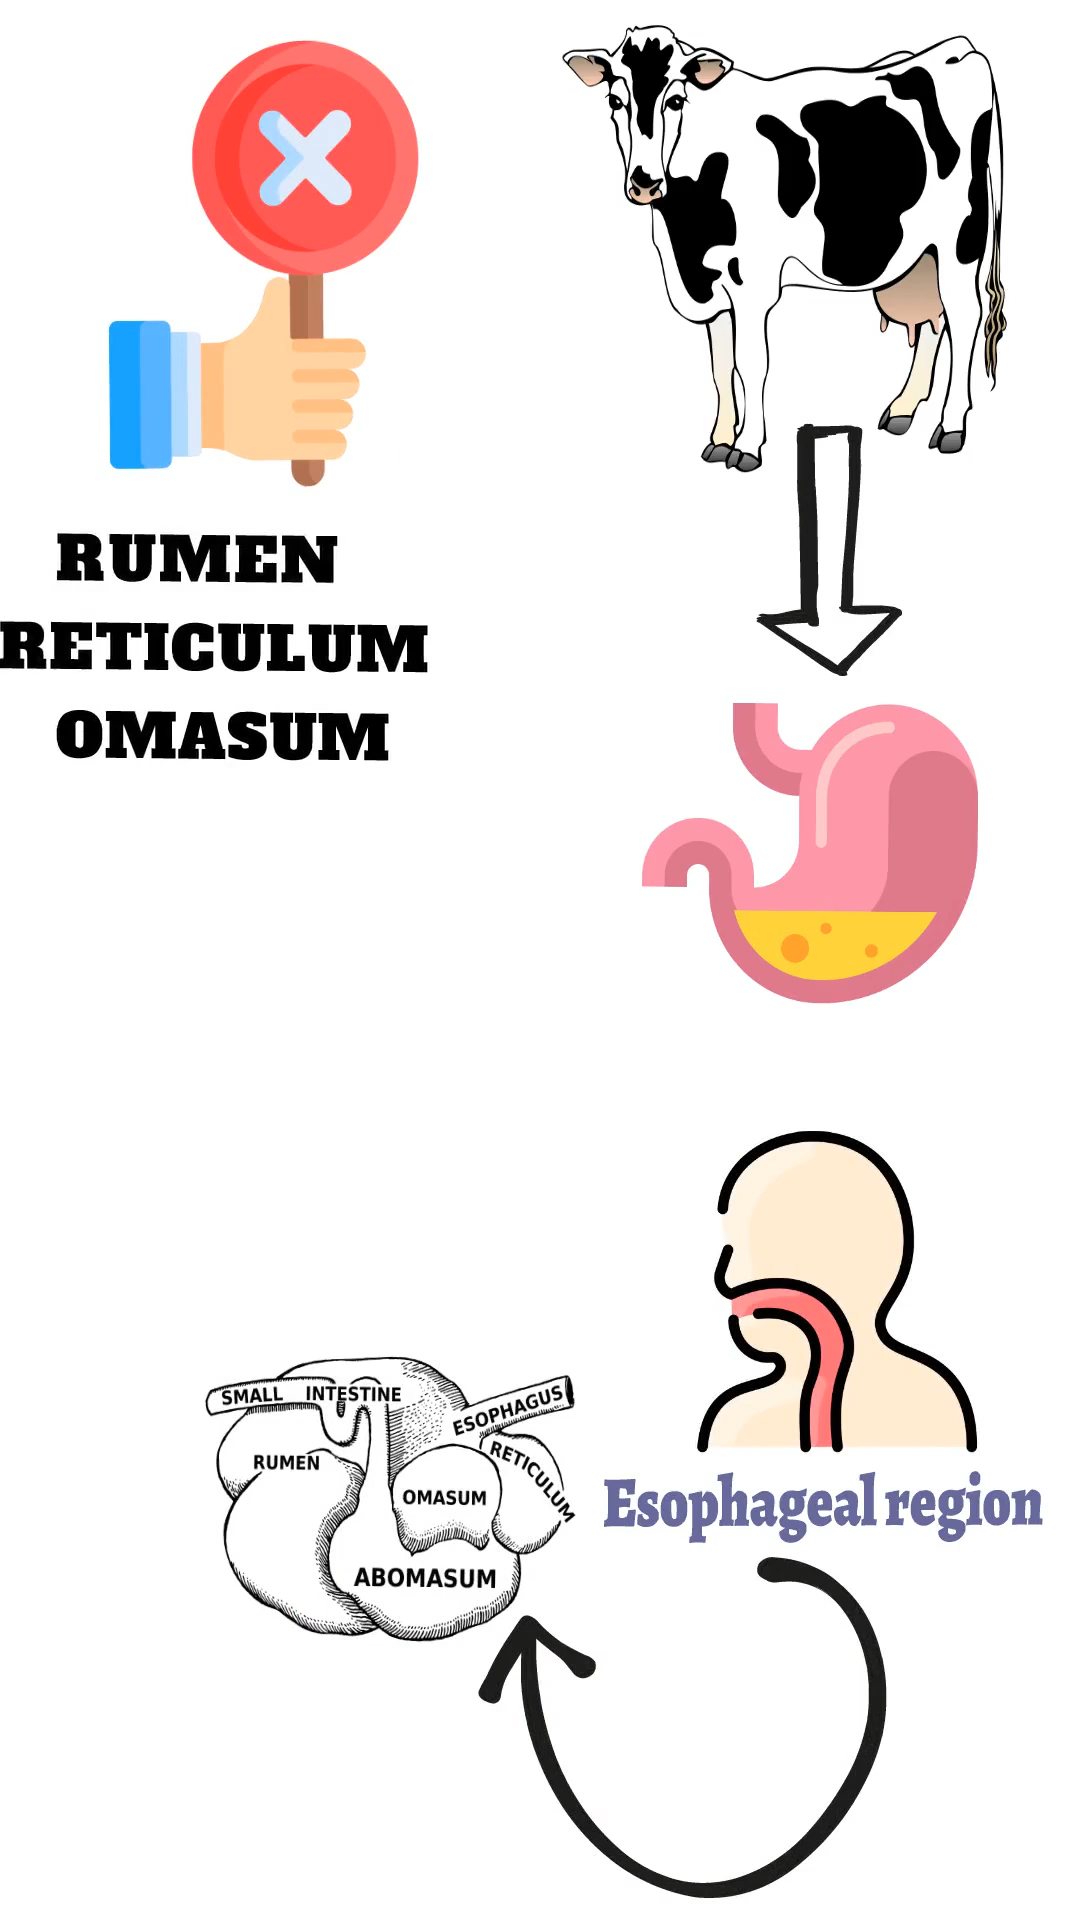 RUMEN
RETICULUM
OMASUM
SMALL INTESTINE
ESOPHAGUS
RUMEN
RETICULUM
OMASUM
ABOMASUM
Esophageal region